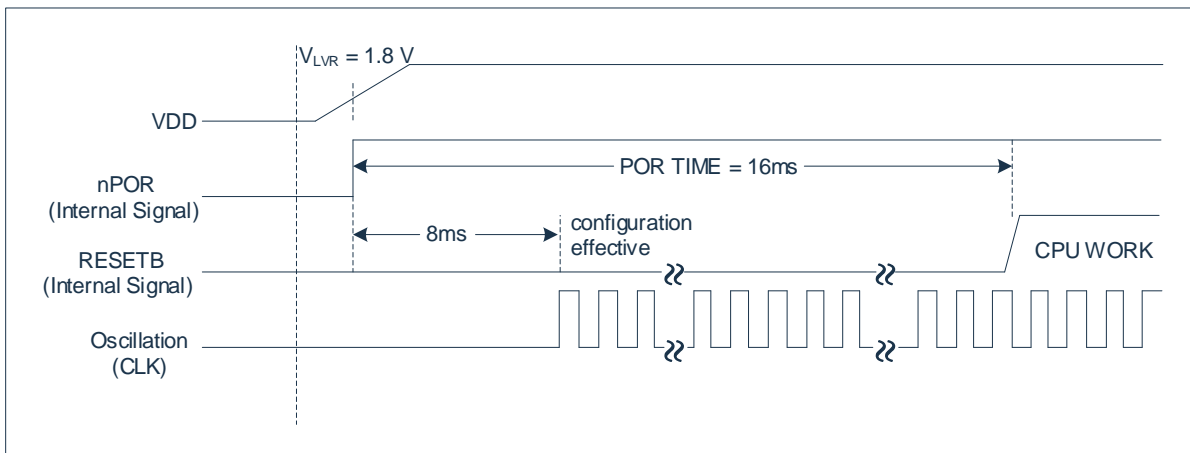 VLVR = 1.8 V
VDD
POR TIME = 16ms
nPOR
(Internal Signal)
8ms
configuration
effective
RESETB
(Internal Signal)
CPU WORK
Oscillation
(CLK)